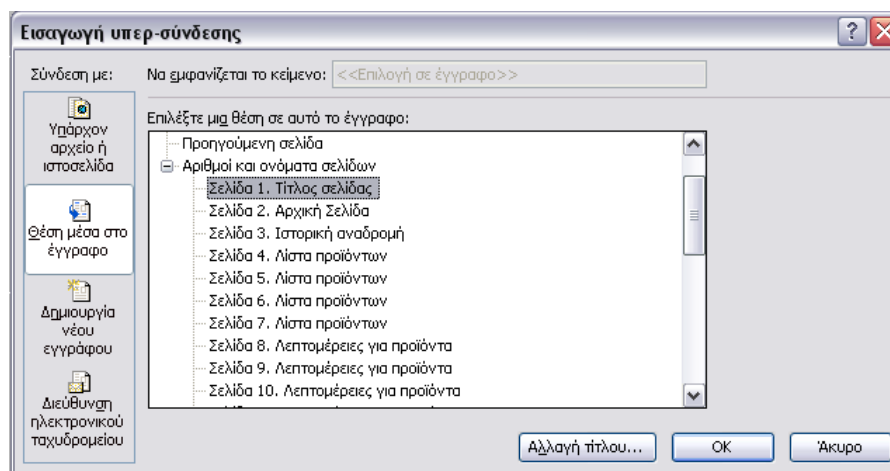 Εισαγωγή υπερ-σύνδεσης
Σύνδεση με:
Να εμφανίζεται το κείμενο: <<Επιλογή σε έγγραφο>>
Υπάρχον
αρχείο ή
ιστοσελίδα
Θέση μέσα στο
έγγραφο
Δημιουργία
νέου
εγγράφου
Διεύθυνση
ηλεκτρονικού
ταχυδρομείου
Επιλέξτε μια θέση σε αυτό το έγγραφο:
Προηγούμενη σελίδα
Αριθμοί και ονόματα σελίδων
Σελίδα 1. Τίτλος σελίδας
Σελίδα 2. Αρχική Σελίδα
Σελίδα 3. Ιστορική αναδρομή
Σελίδα 4. Λίστα προϊόντων
Σελίδα 5. Λίστα προϊόντων
Σελίδα 6. Λίστα προϊόντων
Σελίδα 7. Λίστα προϊόντων
Σελίδα 8. Λεπτομέρειες για προϊόντα
Σελίδα 9. Λεπτομέρειες για προϊόντα
Σελίδα 10. Λεπτομέρειες για προϊόντα
Αλλαγή τίτλου... OK Άκυρο